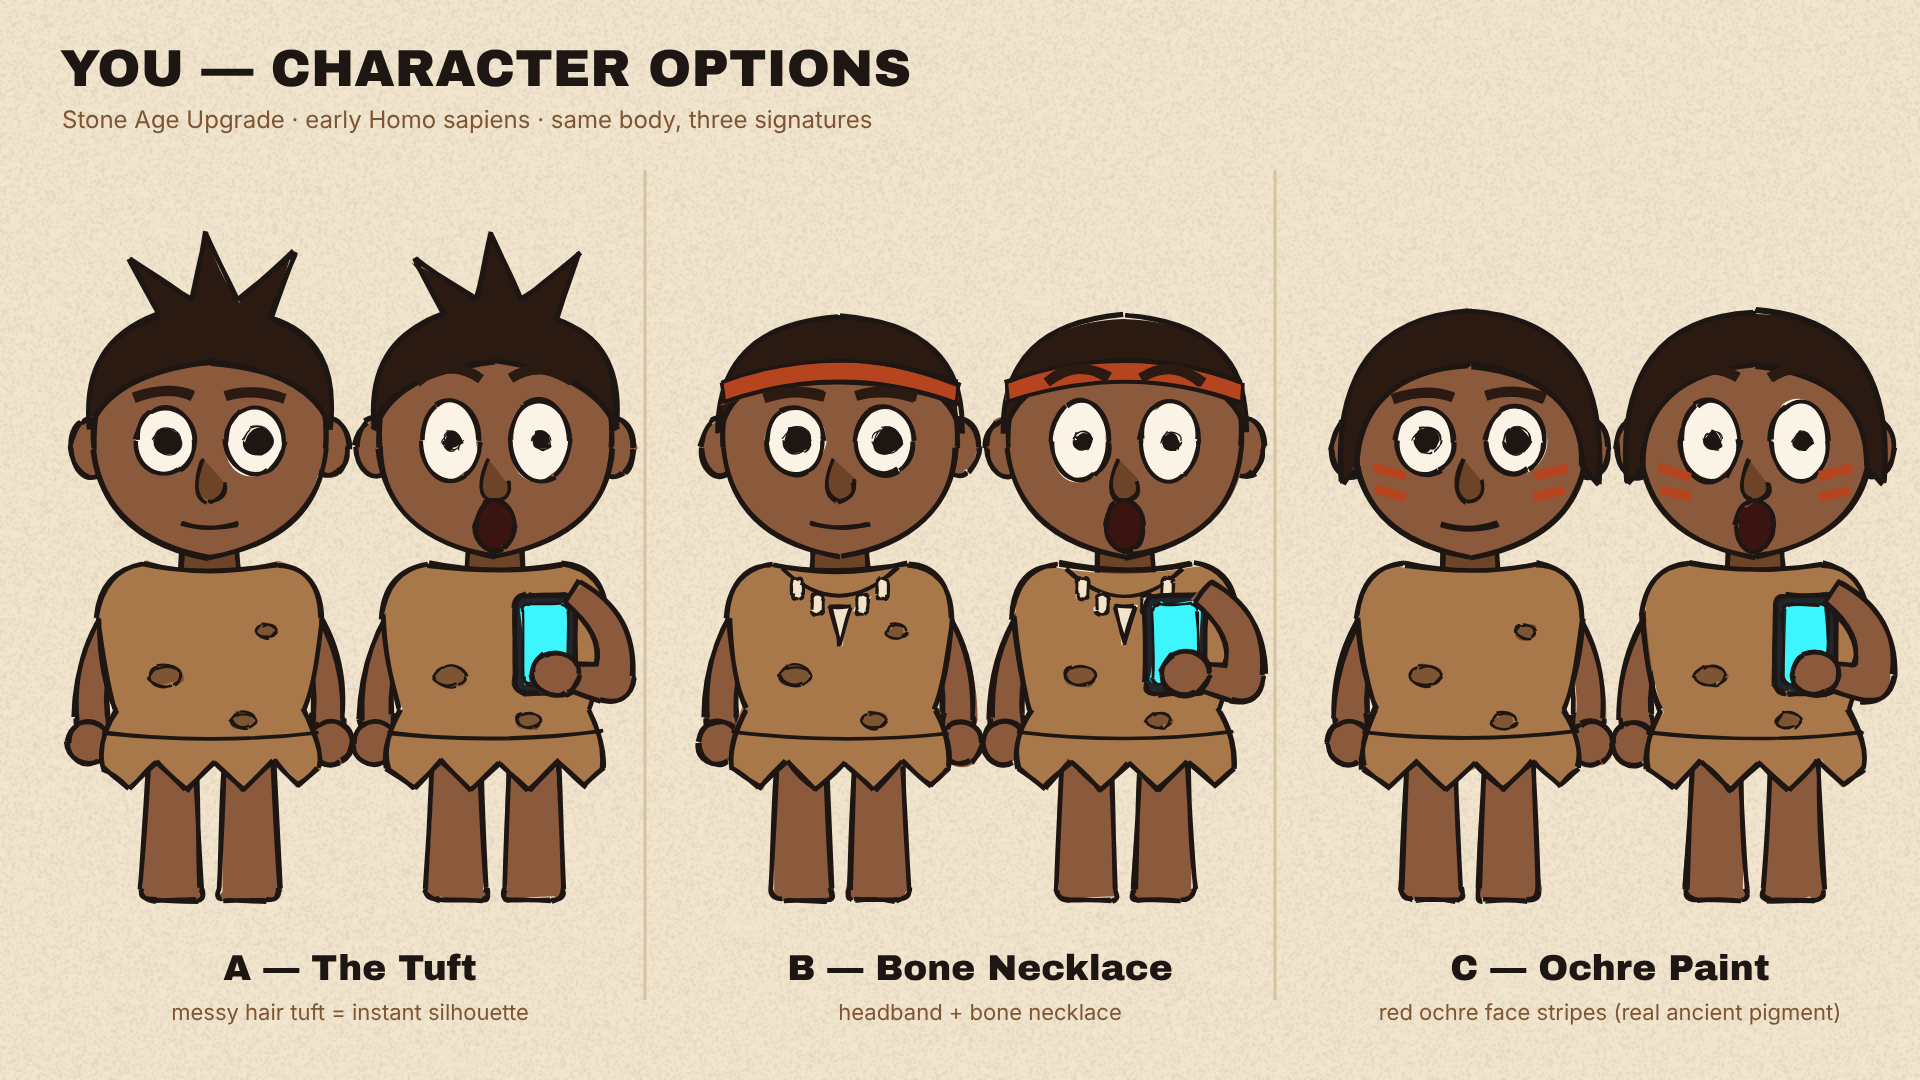 YOU — CHARACTER OPTIONS
Stone Age Upgrade · early Homo sapiens · same body, three signatures
A — The Tuft
messy hair tuft = instant silhouette
B — Bone Necklace
headband + bone necklace
C — Ochre Paint
red ochre face stripes (real ancient pigment)